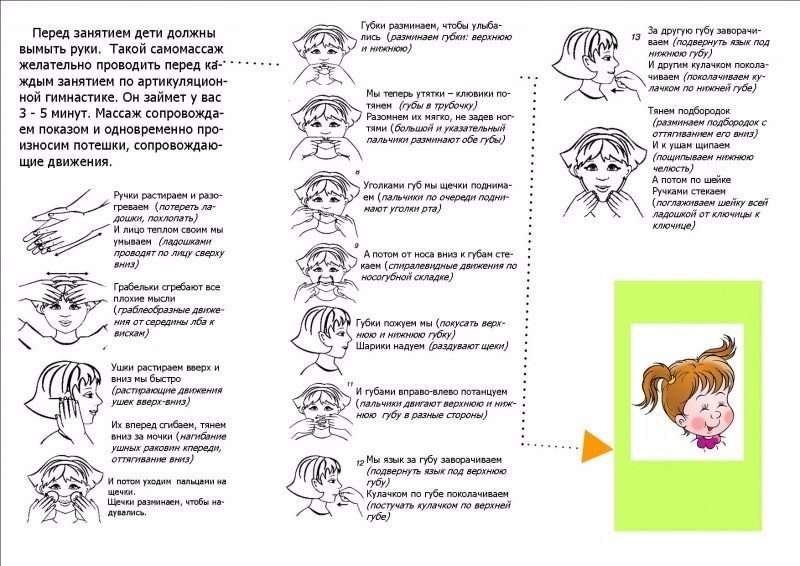 Перед занятием дети должны
вымыть руки. Такой самомассаж
желательно проводить перед ка-
ждым занятием по артикуляцион-
ной гимнастике. Он займет у вас
3 - 5 минут. Массаж сопровожда-
ем показом и одновременно про-
износим потешки, сопровождаю-
щие движения.
Ручки растираем и разо-
греваем (потереть ла-
дошки, похлопать)
И лицо теплом своим мы
умываем (ладошками
проводят по лицу сверху
вниз)
Грабельки сгребают все
плохие мысли
(граблеобразные движе-
ния от середины лба к
вискам)
Ушки растираем вверх и
вниз мы быстро
(растирающие движения
ушек вверх-вниз)
Их вперед сгибаем, тянем
вниз за мочки (нагибание
ушных раковин кпереди,
оттягивание вниз)
И потом уходим пальцами на
щечки.
Щечки разминаем, чтобы на-
дувались.
Губки разминаем, чтобы улыба-
лись (разминаем губки: верхнюю
и нижнюю)
Мы теперь утятки – клювики по-
тянем (губы в трубочку)
Разомнем их мягко, не задев ног-
тями (большой и указательный
пальчики разминают обе губы)
8
Уголками губ мы щечки поднима-
ем (пальчики по очереди подни-
мают уголки рта)
9
А потом от носа вниз к губам сте-
каем (спиралевидные движения по
носогубной складке)
Губки пожуем мы (покусать верх-
нюю и нижнюю губку)
Шарики надуем (раздувают щеки)
11
И губами вправо-влево потанцуем
(пальчики двигают верхнюю и ниж-
нюю губу в разные стороны)
12
Мы язык за губу заворачиваем
(подвернуть язык под верхнюю
губу)
Кулачком по губе поколачиваем
(постучать кулачком по верхней
губе)
13
За другую губу заворачи-
ваем (подвернуть язык под
нижнюю губу)
И другим кулачком покола-
чиваем (поколачиваем ку-
лачком по нижней губе)
Тянем подбородок
(разминаем подбородок с
оттягиванием его вниз)
И к ушам щипаем
(пощипываем нижнюю
челюсть)
А потом по шейке
Ручками стекаем
(поглаживаем шейку всей
ладошкой от ключицы к
ключице)